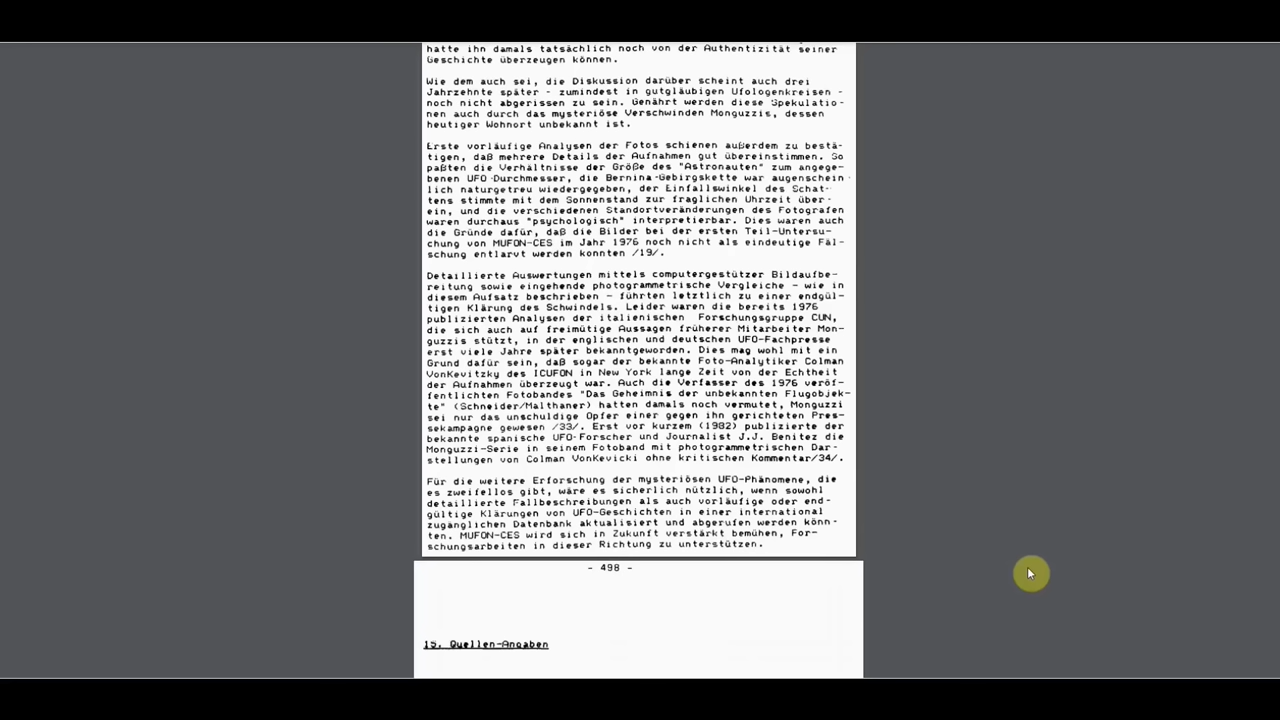 hatte ihn damals tatsächlich noch von der Authentizität seiner
Geschichte überzeugen können.
Wie dem auch sei, die Diskussion darüber scheint auch drei
Jahrzehnte später - zumindest in gutgläubigen Ufologenkreisen -
noch nicht abgerissen zu sein. Genährt werden diese Spekulatio-
nen auch durch das mysteriöse Verschwinden Monguzzis, dessen
heutiger Wohnort unbekannt ist.
Erste vorläufige Analysen der Fotos schienen außerdem zu bestä-
tigen, daß mehrere Details der Aufnahmen gut übereinstimmen. So
paßten die Verhältnisse der Größe des "Astronauten" zum angege-
benen UFO-Durchmesser, die Bernina-Gebirgskette war augenschein-
lich naturgetreu wiedergegeben, der Einfallswinkel des Schat-
tens stimmte mit dem Sonnenstand zur fraglichen Uhrzeit über-
ein, und die verschiedenen Standortveränderungen des Fotografen
waren durchaus "psychologisch" interpretierbar. Dies waren auch
die Gründe dafür, daß die Bilder bei der ersten Teil-Untersu-
chung von MUFON-CES im Jahr 1976 noch nicht als eindeutige Fäl-
schung entlarvt werden konnten /19/.
Detaillierte Auswertungen mittels computergestützer Bildaufbe-
reitung sowie eingehende photogrammetrische Vergleiche - wie in
diesem Aufsatz beschrieben - führten letztlich zu einer endgül-
tigen Klärung des Schwindels. Leider waren die bereits 1976
publizierten Analysen der italienischen Forschungsgruppe CUN,
die sich auch auf freimütige Aussagen früherer Mitarbeiter Mon-
guzzis stützt, in der englischen und deutschen UFO-Fachpresse
erst viele Jahre später bekanntgeworden. Dies mag wohl mit ein
Grund dafür sein, daß sogar der bekannte Foto-Analytiker Colman
VonKevitzky des ICUFON in New York lange Zeit von der Echtheit
der Aufnahmen überzeugt war. Auch die Verfasser des 1976 veröf-
fentlichten Fotobandes "Das Geheimnis der unbekannten Flugobjek-
te" (Schneider/Malthaner) hatten damals noch vermutet, Monguzzi
sei nur das unschuldige Opfer einer gegen ihn gerichteten Pres-
sekampagne gewesen /33/. Erst vor kurzem (1982) publizierte der
bekannte spanische UFO-Forscher und Journalist J.J. Benitez die
Monguzzi-Serie in seinem Fotoband mit photogrammetrischen Dar-
stellungen von Colman VonKevicki ohne kritischen Kommentar/34/.
Für die weitere Erforschung der mysteriösen UFO-Phänomene, die
es zweifellos gibt, wäre es sicherlich nützlich, wenn sowohl
detaillierte Fallbeschreibungen als auch vorläufige oder end-
gültige Klärungen von UFO-Geschichten in einer international
zugänglichen Datenbank aktualisiert und abgerufen werden könn-
ten. MUFON-CES wird sich in Zukunft verstärkt bemühen, For-
schungsarbeiten in dieser Richtung zu unterstützen.
- 498 -
15. Quellen-Angaben